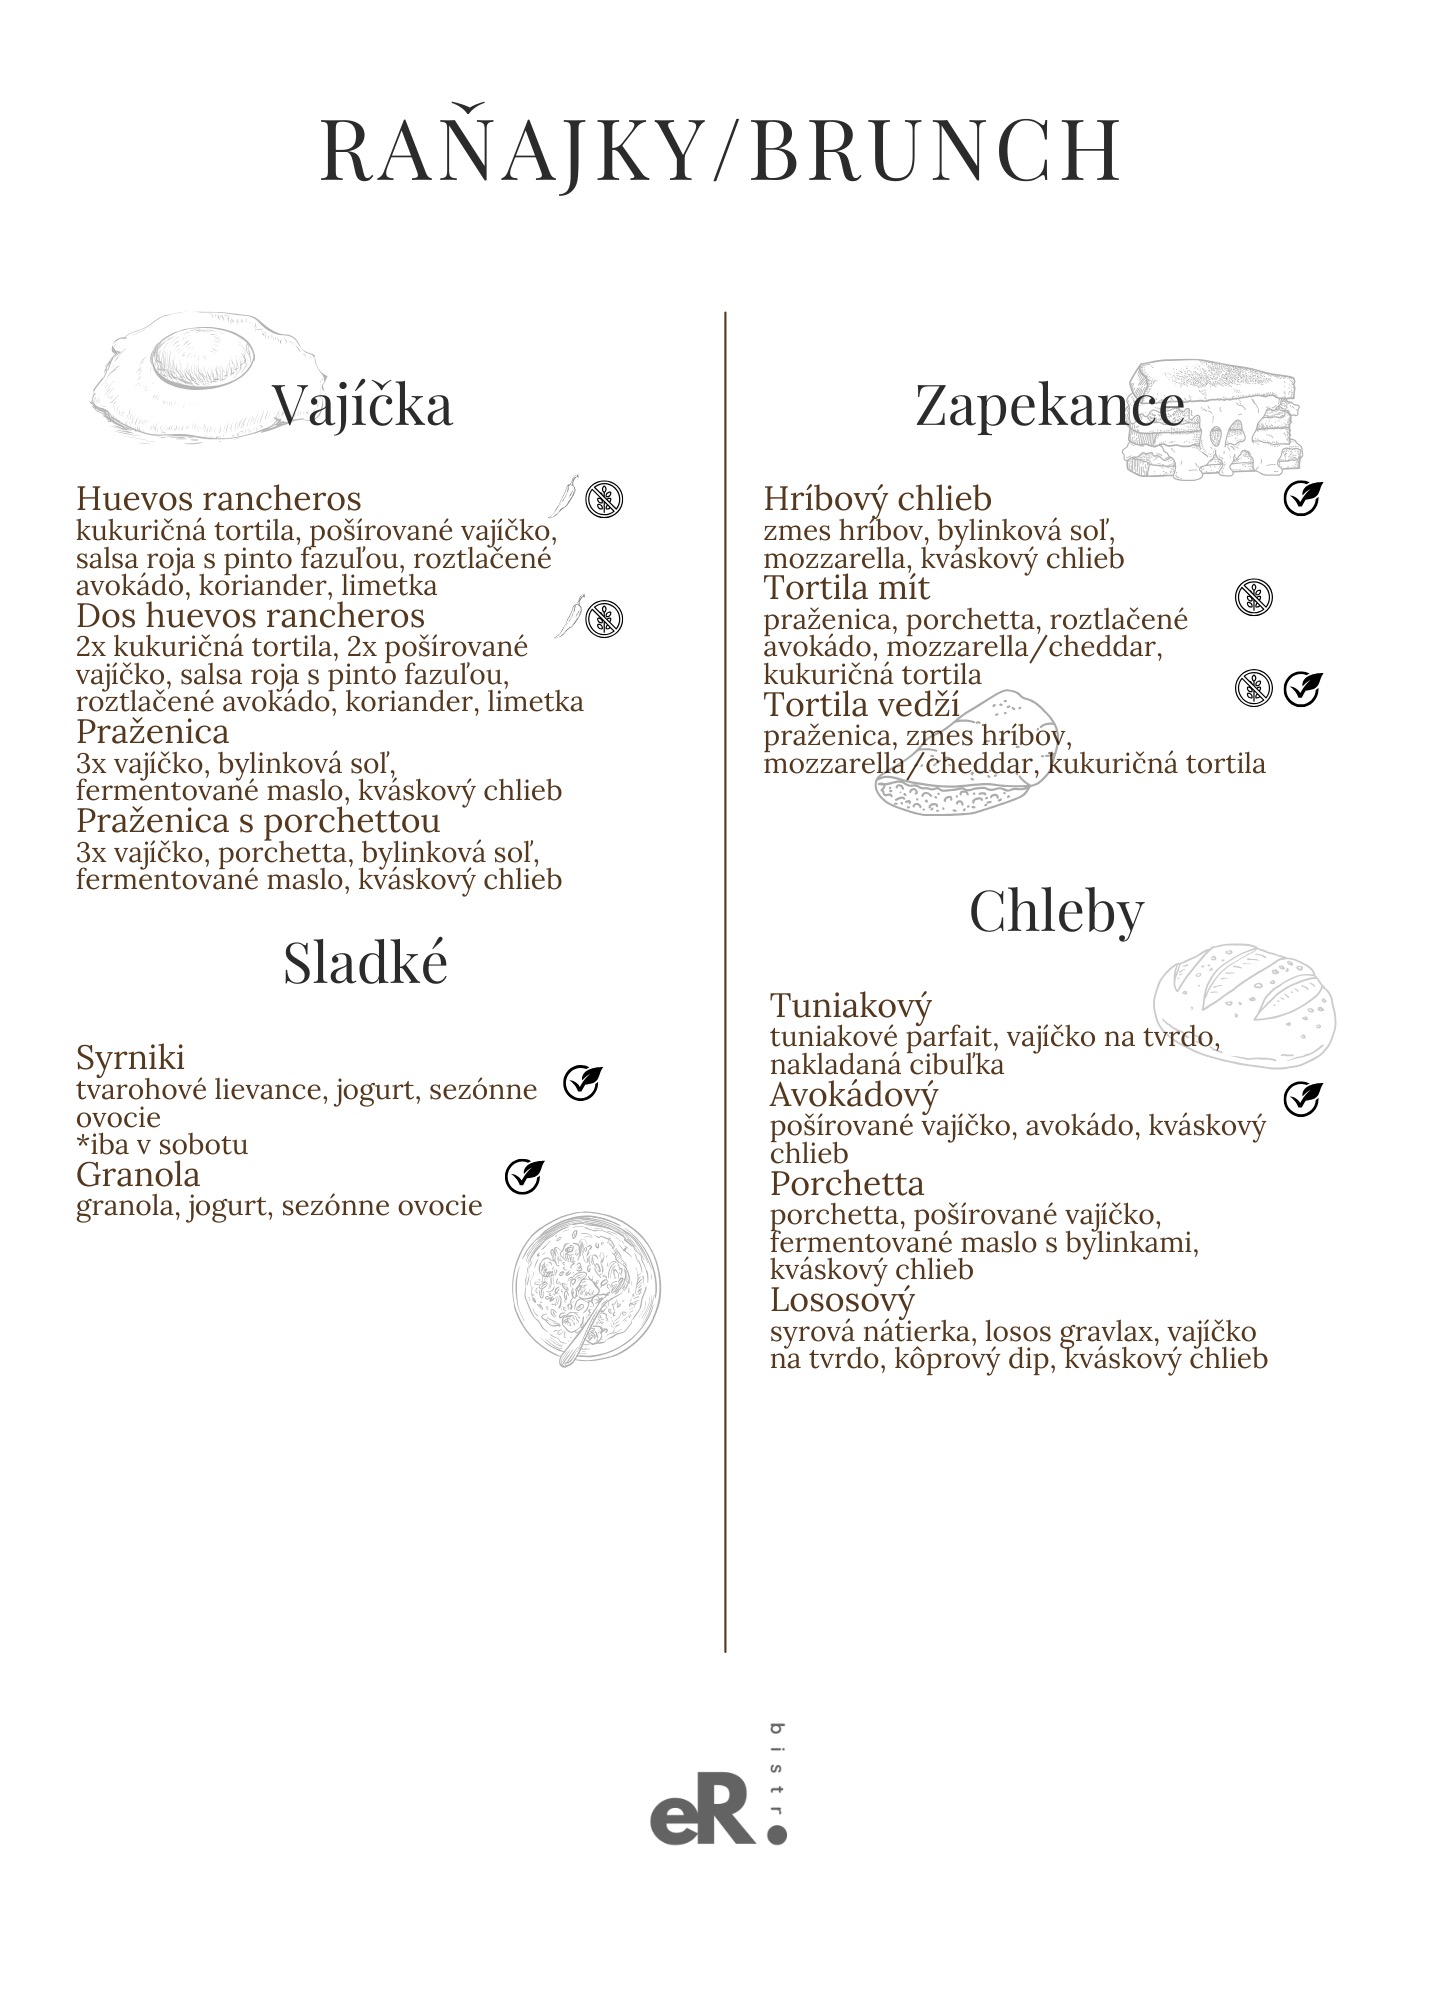 RAŇAJKY/BRUNCH
Vajíčka
Huevos rancheros
kukuričná tortila, pošírované vajíčko,
salsa roja s pinto fazuľou, roztlačené
avokádo, koriander, limetka
Dos huevos rancheros
2x kukuričná tortila, 2x pošírované
vajíčko, salsa roja s pinto fazuľou,
roztlačené avokádo, koriander, limetka
Praženica
3x vajíčko, bylinková soľ,
fermentované maslo, kváskový chlieb
Praženica s porchettou
3x vajíčko, porchetta, bylinková soľ,
fermentované maslo, kváskový chlieb
Sladké
Syrniki
tvarohové lievance, jogurt, sezónne
ovocie
*iba v sobotu
Granola
granola, jogurt, sezónne ovocie
Zapekance
Hríbový chlieb
zmes hríbov, bylinková soľ,
mozzarella, kváskový chlieb
Tortila mít
praženica, porchetta, roztlačené
avokádo, mozzarella/cheddar,
kukuričná tortila
Tortila vedží
praženica, zmes hríbov,
mozzarella/cheddar, kukuričná tortila
Chleby
Tuniakový
tuniakové parfait, vajíčko na tvrdo,
nakladaná cibuľka
Avokádový
pošírované vajíčko, avokádo, kváskový
chlieb
Porchetta
porchetta, pošírované vajíčko,
fermentované maslo s bylinkami,
kváskový chlieb
Lososový
syrová nátierka, losos gravlax, vajíčko
na tvrdo, kôprový dip, kváskový chlieb
eR
bistr.